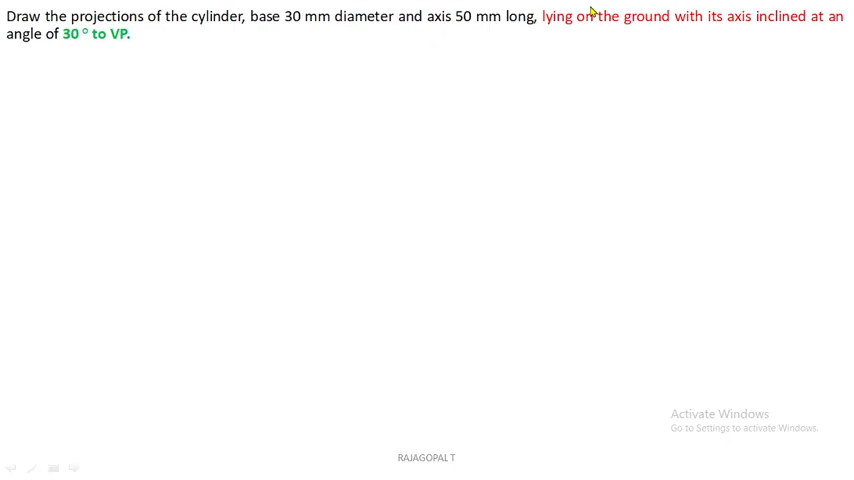 Draw the projections of the cylinder, base 30 mm diameter and axis 50 mm long, lying on the ground with its axis inclined at an
angle of 30 ° to VP.
Activate Windows
Go to Settings to activate Windows.
RAJAGOPAL T